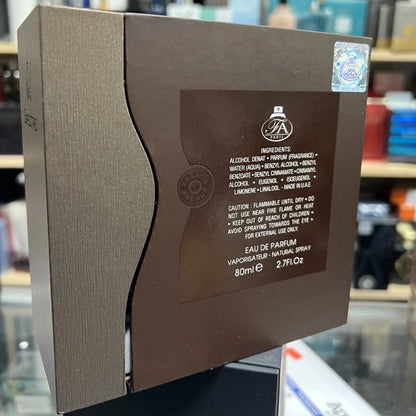 FA
PARIS
INGREDIENTS:
ALCOHOL DENAT • PARFUM (FRAGRANCE) •
WATER (AQUA) • BENZYL ALCOHOL • BENZYL
BENZOATE • BENZYL CINNAMATE • CINNAMYL
ALCOHOL • EUGENOL • ISOEUGENOL •
LIMONENE • LINALOOL - MADE IN U.A.E
CAUTION : FLAMMABLE UNTIL DRY • DO
NOT USE NEAR FIRE FLAME OR HEAT
• KEEP OUT OF REACH OF CHILDREN •
AVOID SPRAYING TOWARDS THE EYE •
FOR EXTERNAL USE ONLY.
EAU DE PARFUM
VAPORISATEUR - NATURAL SPRAY
80ml e 2.7Fl.Oz